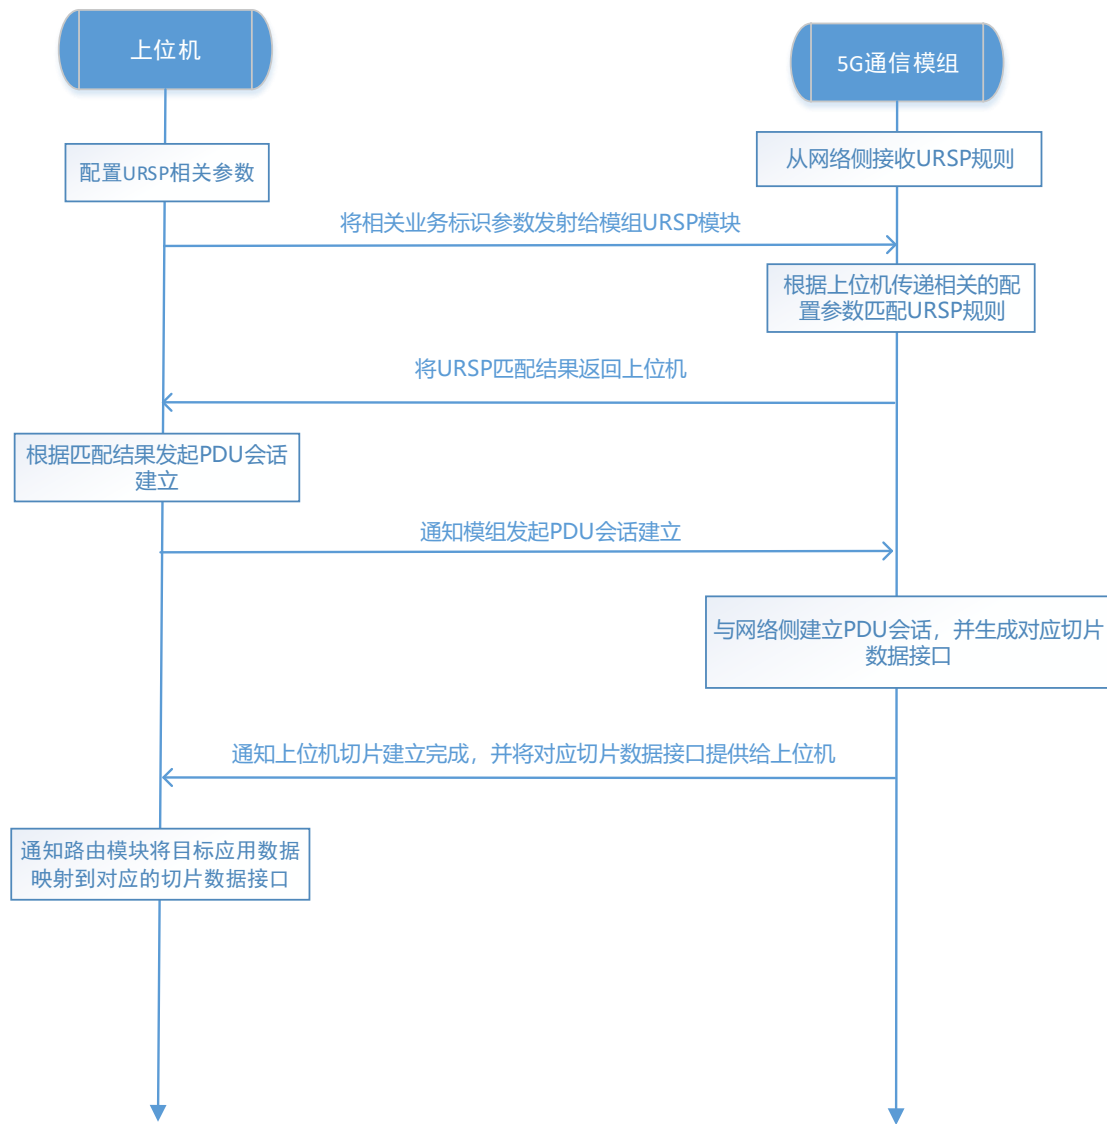 上位机
5G通信模组
配置URSP相关参数
从网络侧接收URSP规则
将相关业务标识参数发射给模组URSP模块
根据上位机传递相关的配
置参数匹配URSP规则
将URSP匹配结果返回上位机
根据匹配结果发起PDU会话
建立
通知模组发起PDU会话建立
与网络侧建立PDU会话，并生成对应切片
数据接口
通知上位机切片建立完成，并将对应切片数据接口提供给上位机
通知路由模块将目标应用数据
映射到对应的切片数据接口